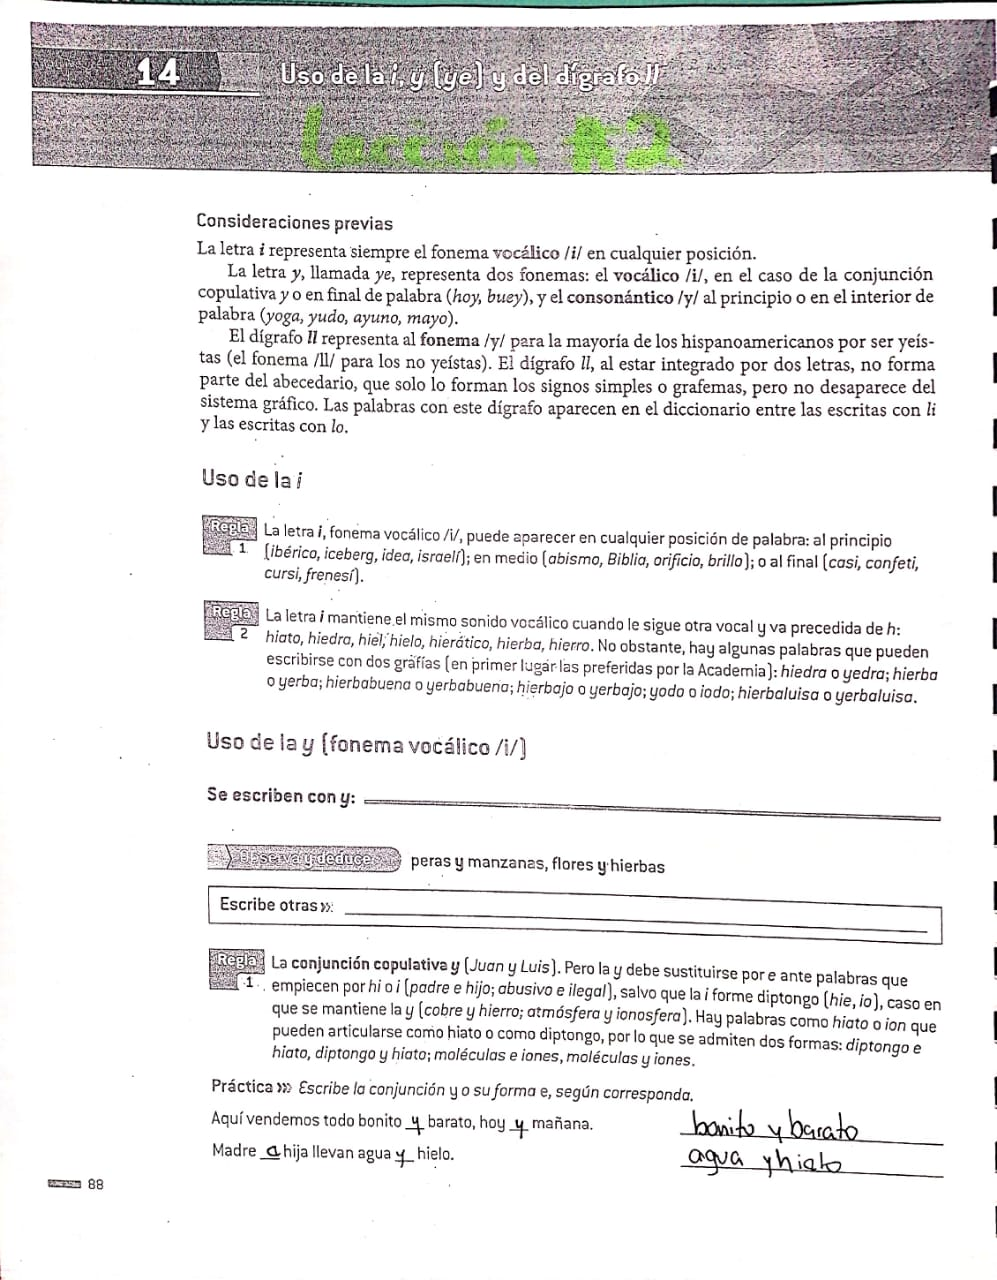 14
Uso de la i, y (ye) y del dígrafo ll
Lección #2
Consideraciones previas
La letra i representa siempre el fonema vocálico /i/ en cualquier posición.
La letra y, llamada ye, representa dos fonemas: el vocálico /i/, en el caso de la conjunción
copulativa y o en final de palabra (hoy, buey), y el consonántico /y/ al principio o en el interior de
palabra (yoga, yudo, ayuno, mayo).
El dígrafo ll representa al fonema /y/ para la mayoría de los hispanoamericanos por ser yeís-
tas (el fonema /ll/ para los no yeístas). El dígrafo ll, al estar integrado por dos letras, no forma
parte del abecedario, que solo lo forman los signos simples o grafemas, pero no desaparece del
sistema gráfico. Las palabras con este dígrafo aparecen en el diccionario entre las escritas con li
y las escritas con lo.
Uso de la i
Regla 1 La letra i, fonema vocálico /i/, puede aparecer en cualquier posición de palabra: al principio
(ibérico, iceberg, idea, israelí); en medio (abismo, Biblia, orificio, brillo); o al final (casi, confeti,
cursi, frenesí).
Regla 2 La letra i mantiene el mismo sonido vocálico cuando le sigue otra vocal y va precedida de h:
hiato, hiedra, hiel, hielo, hierático, hierba, hierro. No obstante, hay algunas palabras que pueden
escribirse con dos grafías (en primer lugar las preferidas por la Academia): hiedra o yedra; hierba
o yerba; hierbabuena o yerbabuena; hierbajo o yerbajo; yodo o iodo; hierbaluisa o yerbaluisa.
Uso de la y (fonema vocálico /i/)
Se escriben con y:
Observa y deduce peras y manzanas, flores y hierbas
Escribe otras »:
Regla 1 La conjunción copulativa y (Juan y Luis). Pero la y debe sustituirse por e ante palabras que
empiecen por hi o i (padre e hijo; abusivo e ilegal), salvo que la i forme diptongo (hie, io), caso en
que se mantiene la y (cobre y hierro; atmósfera y ionosfera). Hay palabras como hiato o ion que
pueden articularse como hiato o como diptongo, por lo que se admiten dos formas: diptongo e
hiato, diptongo y hiato; moléculas e iones, moléculas y iones.
Práctica »» Escribe la conjunción y o su forma e, según corresponda.
Aquí vendemos todo bonito y barato, hoy y mañana. bonito y barato
Madre e hija llevan agua y hielo. agua y hielo
88